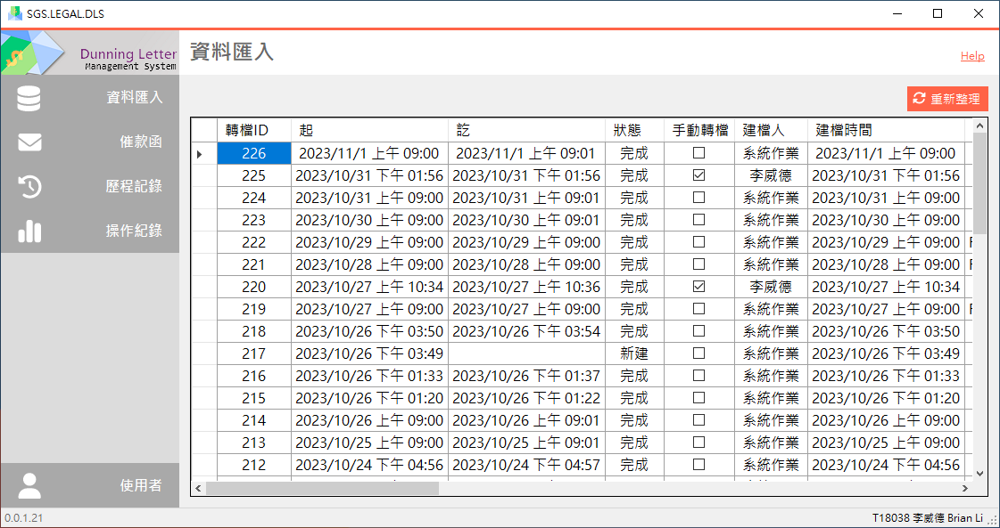 SGS.LEGAL.DLS
Dunning Letter
Management System
資料匯入
Help
資料匯入
催款函
歷程記錄
操作紀錄
重新整理
轉檔ID 起 訖 狀態 手動轉檔 建檔人 建檔時間
226 2023/11/1 上午 09:00 2023/11/1 上午 09:01 完成 系統作業 2023/11/1 上午 09:00
225 2023/10/31 下午 01:56 2023/10/31 下午 01:56 完成 李威德 2023/10/31 下午 01:56
224 2023/10/31 上午 09:00 2023/10/31 上午 09:01 完成 系統作業 2023/10/31 上午 09:00
223 2023/10/30 上午 09:00 2023/10/30 上午 09:01 完成 系統作業 2023/10/30 上午 09:00
222 2023/10/29 上午 09:00 2023/10/29 上午 09:00 完成 系統作業 2023/10/29 上午 09:00
221 2023/10/28 上午 09:00 2023/10/28 上午 09:00 完成 系統作業 2023/10/28 上午 09:00
220 2023/10/27 上午 10:34 2023/10/27 上午 10:36 完成 李威德 2023/10/27 上午 10:34
219 2023/10/27 上午 09:00 2023/10/27 上午 09:00 完成 系統作業 2023/10/27 上午 09:00
218 2023/10/26 下午 03:50 2023/10/26 下午 03:54 完成 系統作業 2023/10/26 下午 03:50
217 2023/10/26 下午 03:49 新建 系統作業 2023/10/26 下午 03:49
216 2023/10/26 下午 01:33 2023/10/26 下午 01:37 完成 系統作業 2023/10/26 下午 01:33
215 2023/10/26 下午 01:20 2023/10/26 下午 01:22 完成 系統作業 2023/10/26 下午 01:20
214 2023/10/26 上午 09:00 2023/10/26 上午 09:01 完成 系統作業 2023/10/26 上午 09:00
213 2023/10/25 上午 09:00 2023/10/25 上午 09:01 完成 系統作業 2023/10/25 上午 09:00
212 2023/10/24 下午 04:56 2023/10/24 下午 04:57 完成 系統作業 2023/10/24 下午 04:56
使用者
0.0.1.21
T18038 李威德 Brian Li